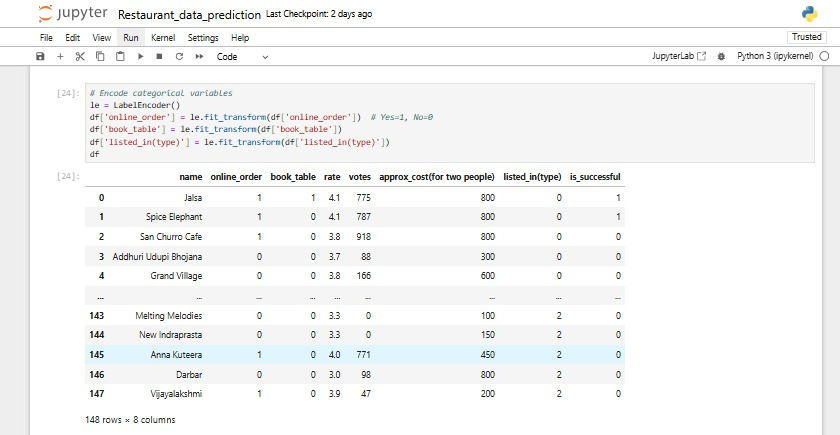 jupyter Restaurant_data_prediction Last Checkpoint: 2 days ago
File Edit View Run Kernel Settings Help Trusted
Code JupyterLab Python 3 (ipykernel)
[24]: # Encode categorical variables
le = LabelEncoder()
df['online_order'] = le.fit_transform(df['online_order']) # Yes=1, No=0
df['book_table'] = le.fit_transform(df['book_table'])
df['listed_in(type)'] = le.fit_transform(df['listed_in(type)'])
df
[24]: name online_order book_table rate votes approx_cost(for two people) listed_in(type) is_successful
0 Jalsa 1 1 4.1 775 800 0 1
1 Spice Elephant 1 0 4.1 787 800 0 1
2 San Churro Cafe 1 0 3.8 918 800 0 0
3 Addhuri Udupi Bhojana 0 0 3.7 88 300 0 0
4 Grand Village 0 0 3.8 166 600 0 0
... ... ... ... ... ... ... ... ...
143 Melting Melodies 0 0 3.3 0 100 2 0
144 New Indraprasta 0 0 3.3 0 150 2 0
145 Anna Kuteera 1 0 4.0 771 450 2 0
146 Darbar 0 0 3.0 98 800 2 0
147 Vijayalakshmi 1 0 3.9 47 200 2 0
148 rows × 8 columns